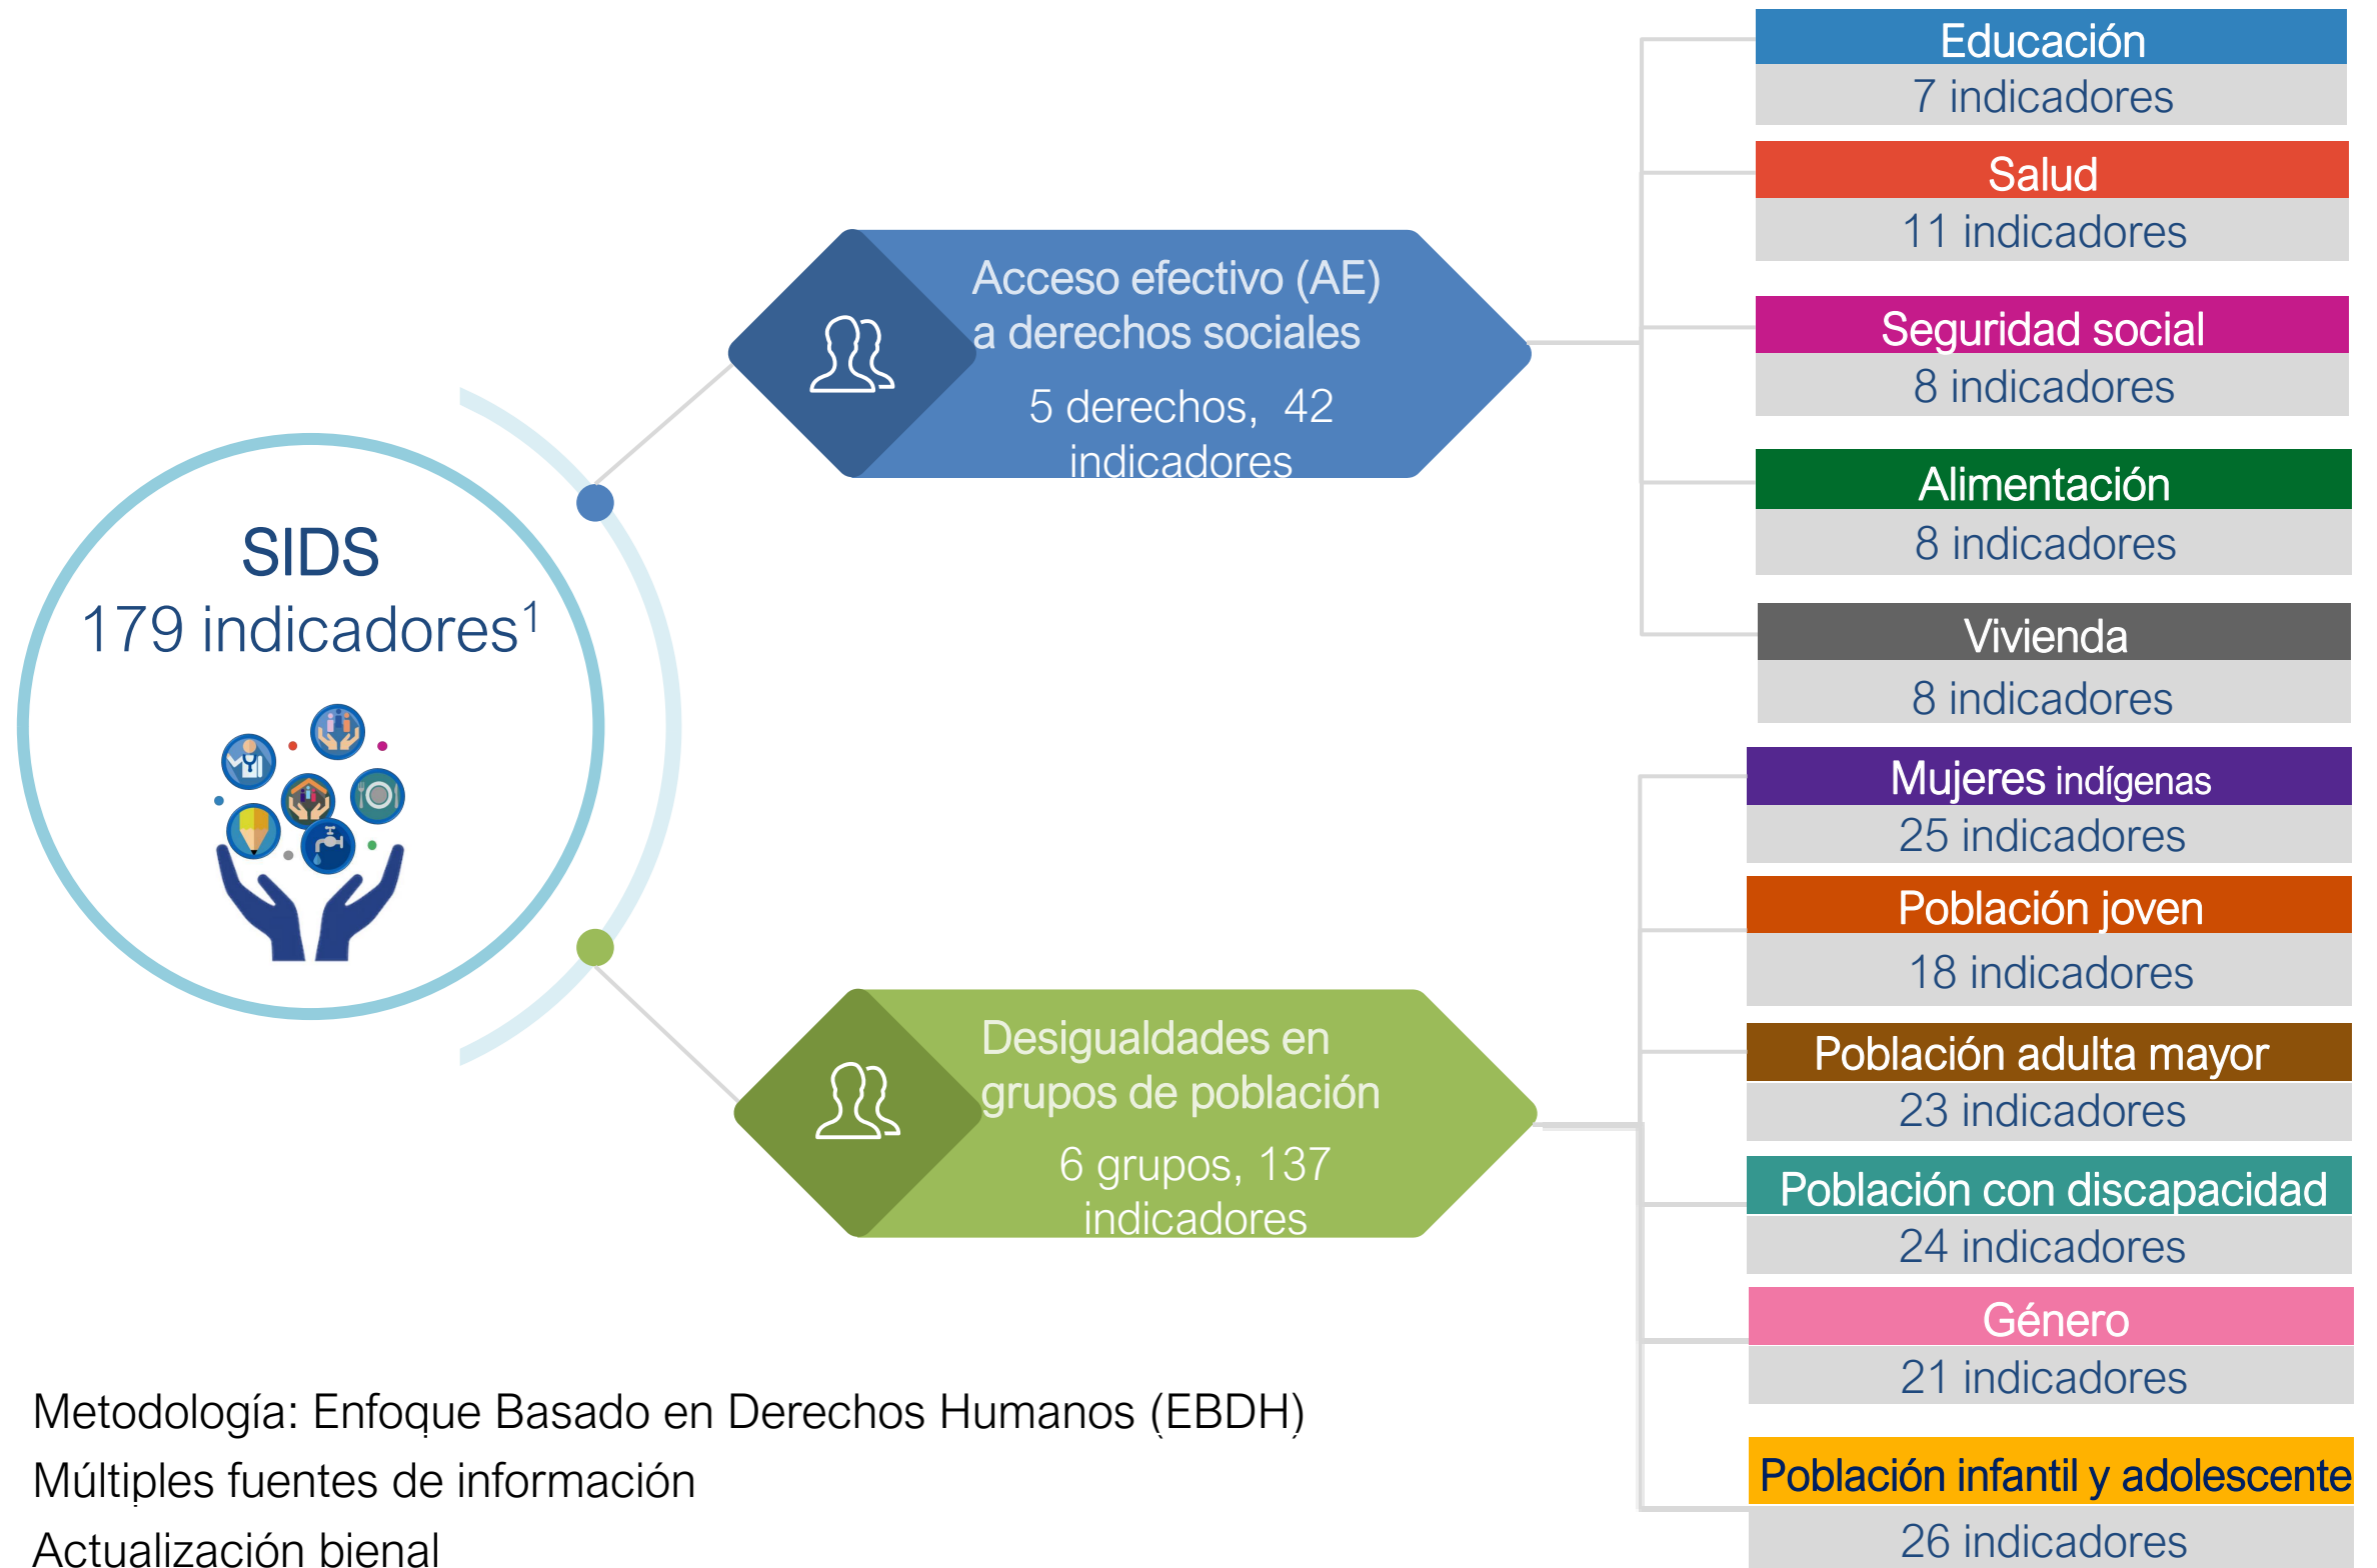 SIDS
179 indicadores¹
Acceso efectivo (AE)
a derechos sociales
5 derechos, 42
indicadores
Educación
7 indicadores
Salud
11 indicadores
Seguridad social
8 indicadores
Alimentación
8 indicadores
Vivienda
8 indicadores
Desigualdades en
grupos de población
6 grupos, 137
indicadores
Mujeres indígenas
25 indicadores
Población joven
18 indicadores
Población adulta mayor
23 indicadores
Población con discapacidad
24 indicadores
Género
21 indicadores
Población infantil y adolescente
26 indicadores
Metodología: Enfoque Basado en Derechos Humanos (EBDH)
Múltiples fuentes de información
Actualización bienal